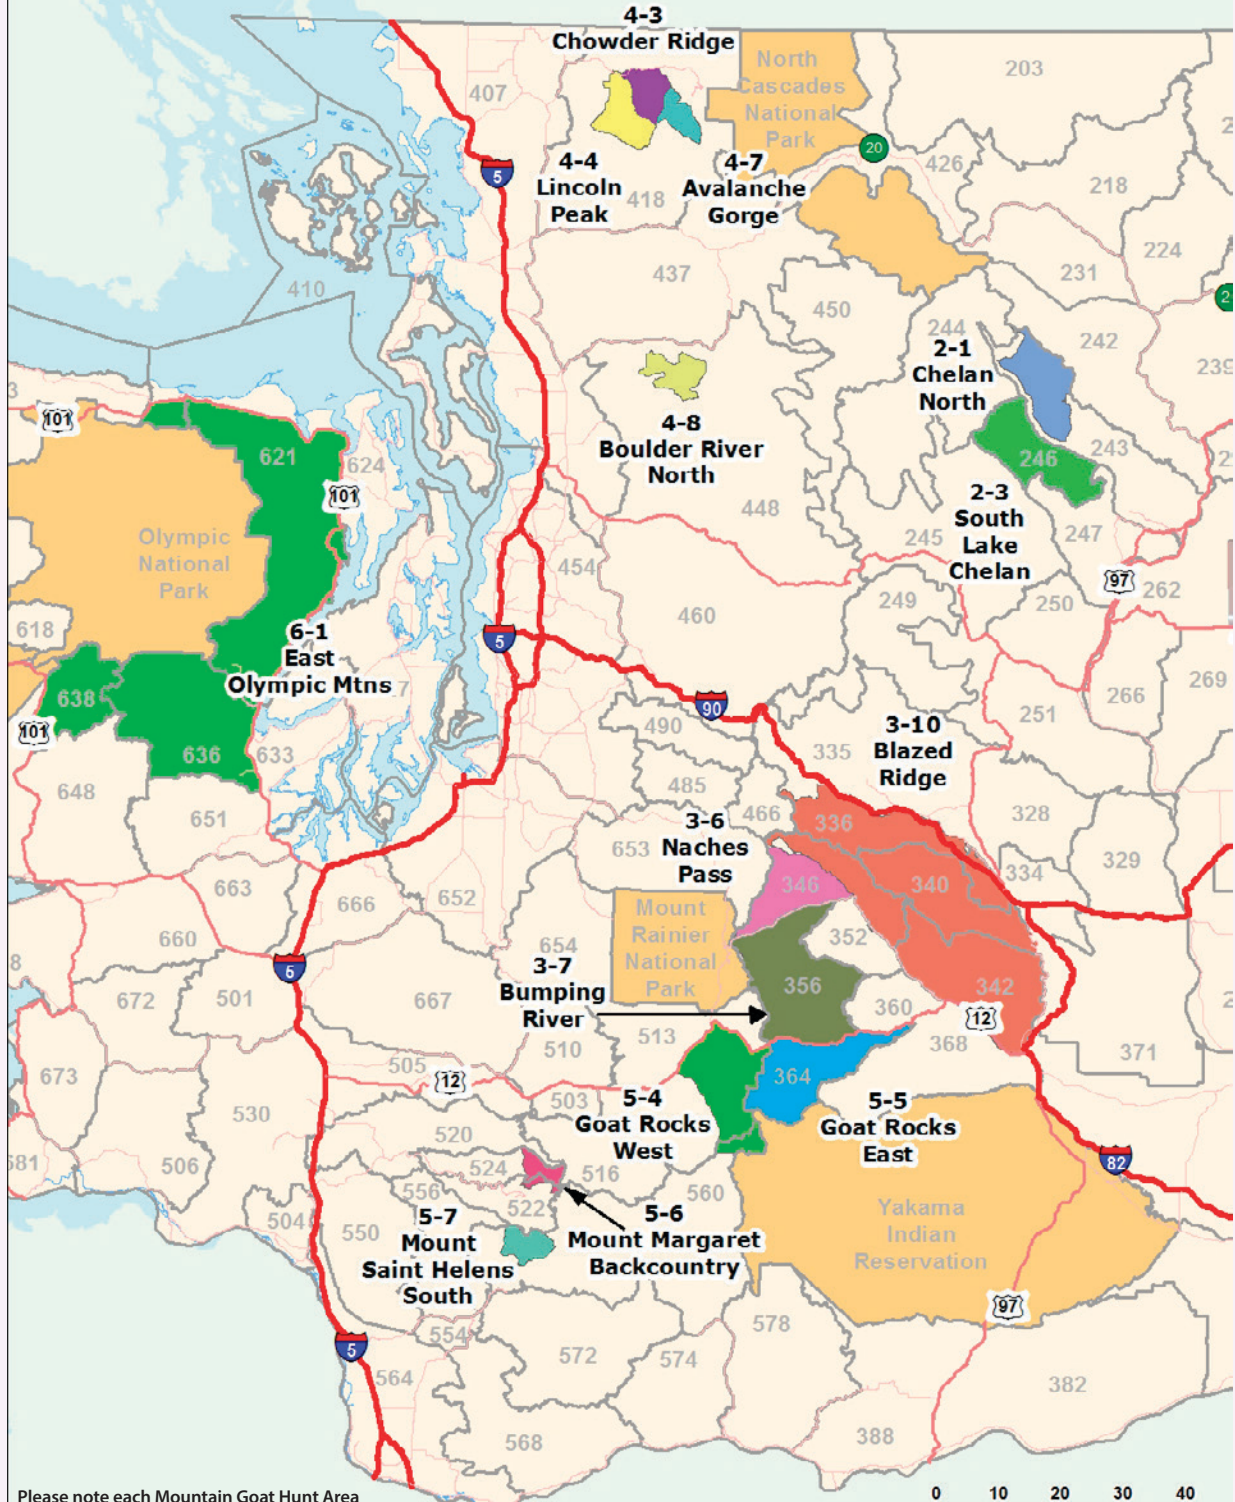 4-3
Chowder Ridge
North
Cascades
National
Park
203
407
20
426
5
4-4
Lincoln
Peak
418
4-7
Avalanche
Gorge
218
224
437
231
410
450
244
242
239
2-1
Chelan
North
101
621
624
101
4-8
Boulder River
North
448
246
243
2-3
South
Lake
Chelan
245
247
97
262
Olympic
National
Park
454
460
249
250
618
6-1
East
Olympic Mtns
5
638
101
636
633
90
490
266
269
251
3-10
Blazed
Ridge
335
485
466
336
328
648
651
653
3-6
Naches
Pass
346
340
334
329
663
666
652
660
Mount
Rainier
National
Park
352
654
3-7
Bumping
River
356
360
342
12
5
672
501
667
513
510
368
371
673
505
12
503
364
530
520
5-4
Goat Rocks
West
5-5
Goat Rocks
East
82
506
524
516
556
522
560
504
550
5-7
Mount
Saint Helens
South
5-6
Mount Margaret
Backcountry
Yakama
Indian
Reservation
97
578
554
5
564
572
574
382
568
388
Please note each Mountain Goat Hunt Area
0 10 20 30 40